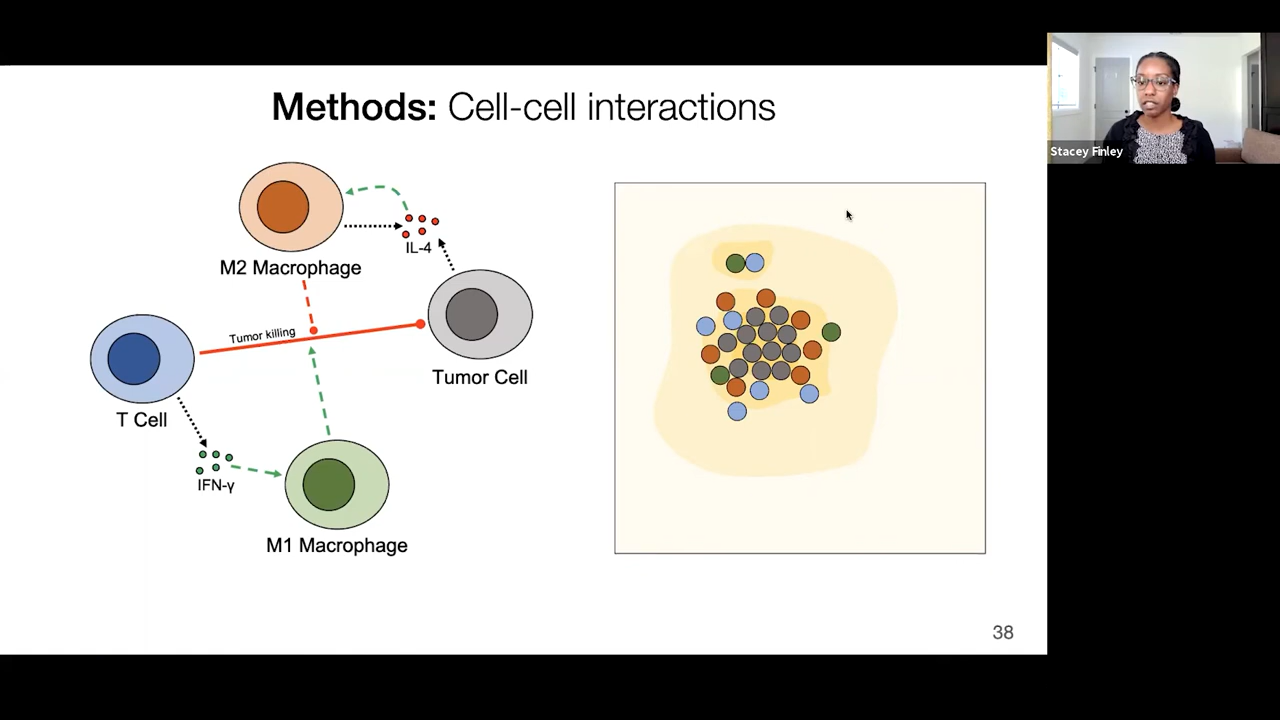 Methods: Cell-cell interactions
Stacey Finley
IL-4
M2 Macrophage
Tumor killing
Tumor Cell
T Cell
IFN-γ
M1 Macrophage
38